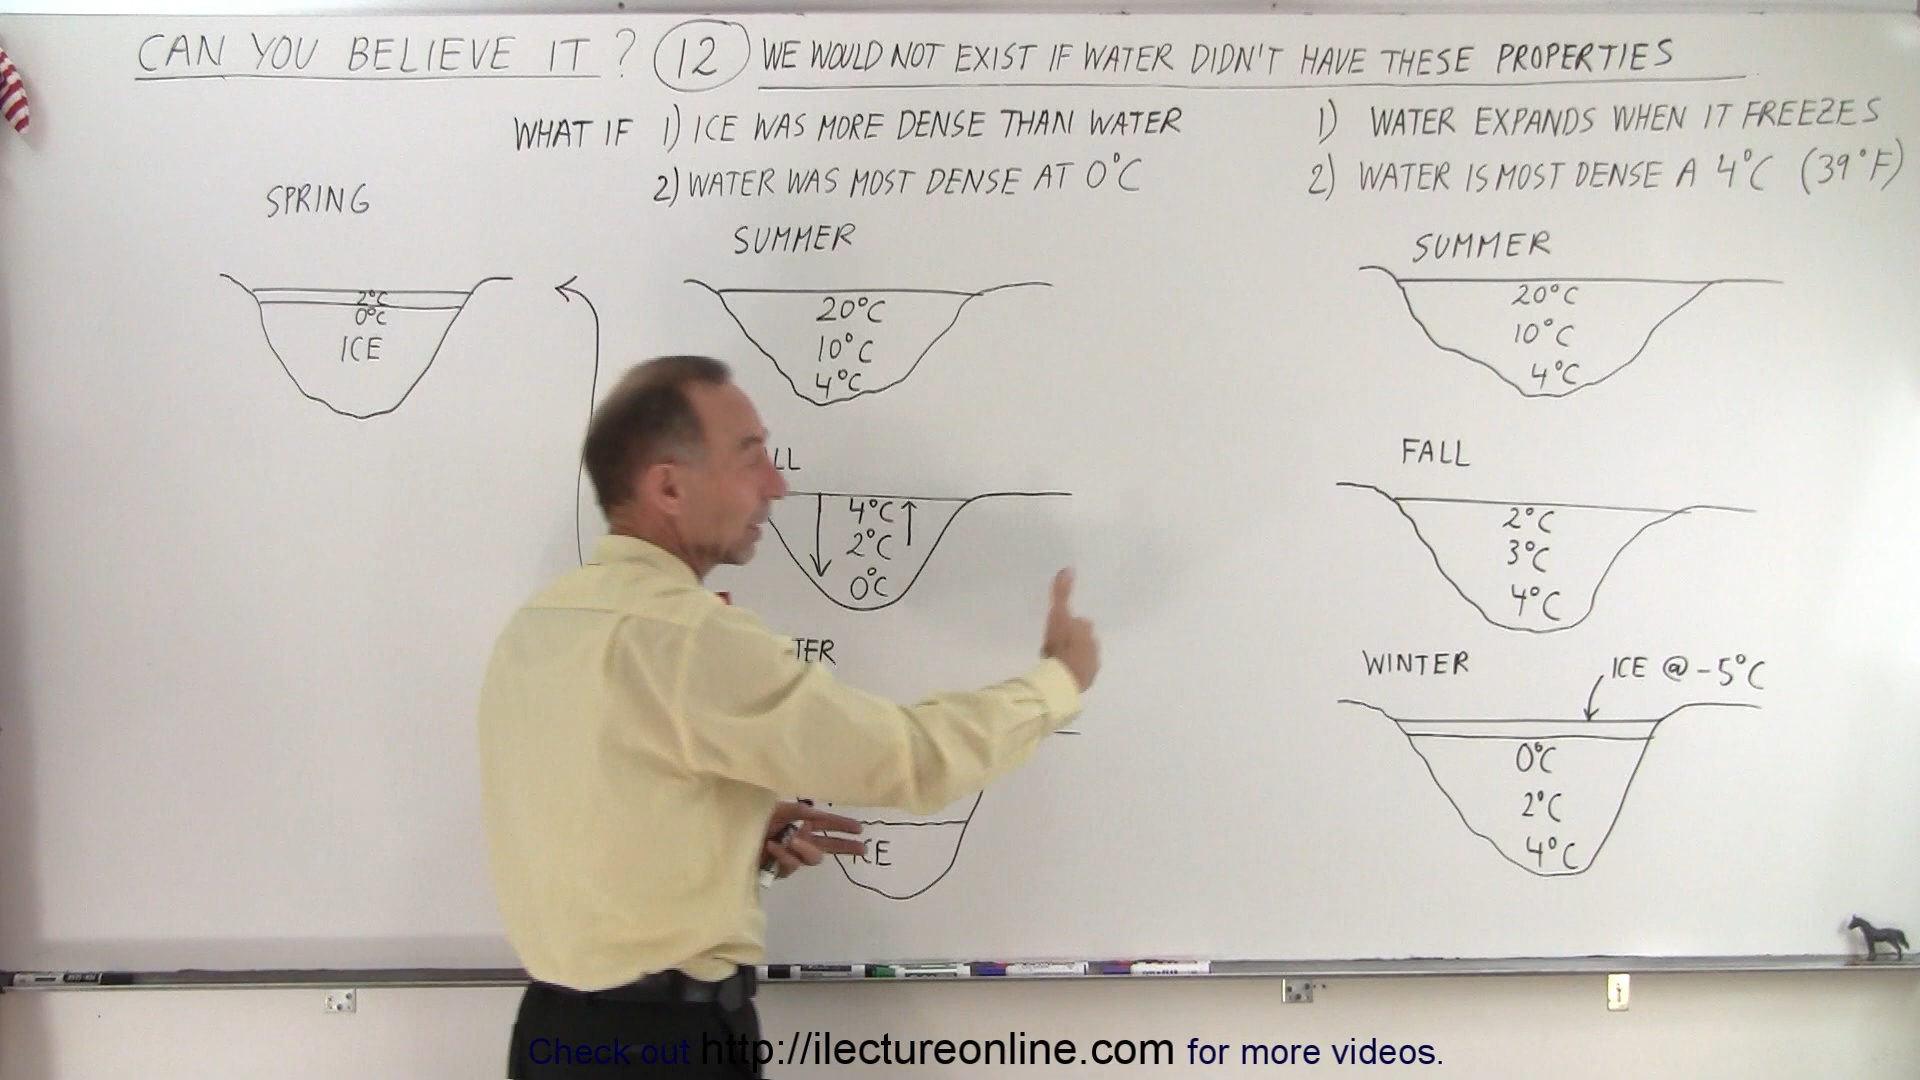 CAN YOU BELIEVE IT? 12 WE WOULD NOT EXIST IF WATER DIDN'T HAVE THESE PROPERTIES
WHAT IF 1) ICE WAS MORE DENSE THAN WATER
2) WATER WAS MOST DENSE AT 0°C
1) WATER EXPANDS WHEN IT FREEZES
2) WATER IS MOST DENSE A 4°C (39°F)
SPRING
2°C
0°C
ICE
SUMMER
20°C
10°C
4°C
LL
4°C
2°C
0°C
TER
ICE
SUMMER
20°C
10°C
4°C
FALL
2°C
3°C
4°C
WINTER
ICE @ -5°C
0°C
2°C
4°C
Check out http://ilectureonline.com for more videos.